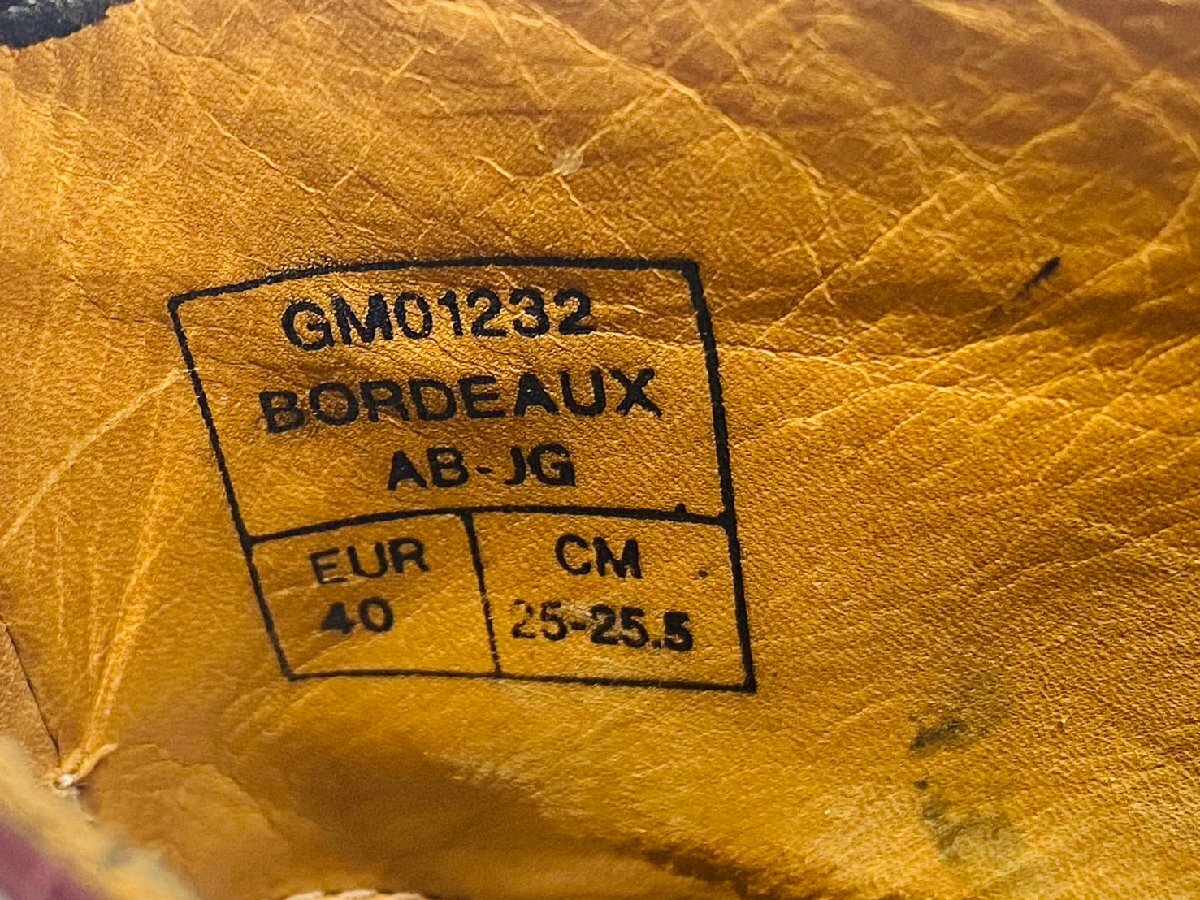 GM01232
BORDEAUX
AB-JG
EUR
40
CM
25-25.5